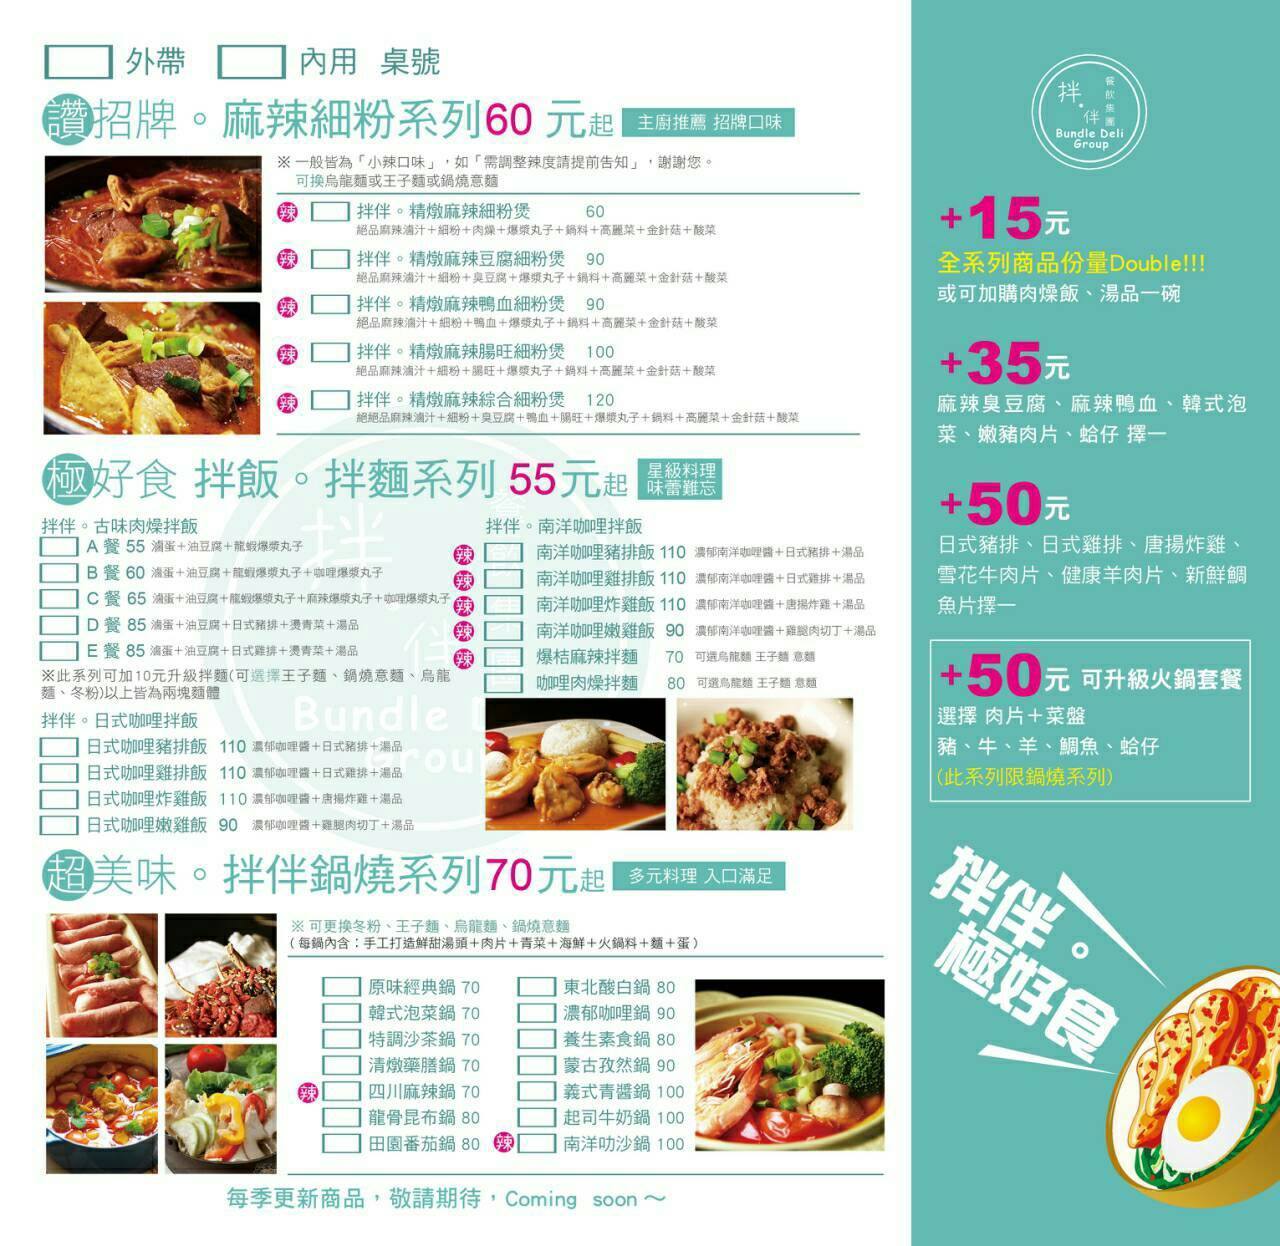 外帶 內用 桌號
讚招牌。麻辣細粉系列60元起 主廚推薦 招牌口味
※ 一般皆為「小辣口味」,如「需調整辣度請提前告知」,謝謝您。
可換烏龍麵或王子麵或鍋燒意麵
辣 拌伴。精燉麻辣細粉煲 60
絕品麻辣滷汁+細粉+肉燥+爆漿丸子+鍋料+高麗菜+金針菇+酸菜
辣 拌伴。精燉麻辣豆腐細粉煲 90
絕品麻辣滷汁+細粉+臭豆腐+爆漿丸子+鍋料+高麗菜+金針菇+酸菜
辣 拌伴。精燉麻辣鴨血細粉煲 90
絕品麻辣滷汁+細粉+鴨血+爆漿丸子+鍋料+高麗菜+金針菇+酸菜
辣 拌伴。精燉麻辣腸旺細粉煲 100
絕品麻辣滷汁+細粉+腸旺+爆漿丸子+鍋料+高麗菜+金針菇+酸菜
辣 拌伴。精燉麻辣綜合細粉煲 120
絕絕品麻辣滷汁+細粉+臭豆腐+鴨血+腸旺+爆漿丸子+鍋料+高麗菜+金針菇+酸菜
極好食 拌飯。拌麵系列 55元起 星級料理
味蕾難忘
拌伴。古味肉燥拌飯
A 餐 55 滷蛋+油豆腐+龍蝦爆漿丸子
B 餐 60 滷蛋+油豆腐+龍蝦爆漿丸子+咖哩爆漿丸子
C 餐 65 滷蛋+油豆腐+龍蝦爆漿丸子+麻辣爆漿丸子+咖哩爆漿丸子
D 餐 85 滷蛋+油豆腐+日式豬排+燙青菜+湯品
E 餐 85 滷蛋+油豆腐+日式雞排+燙青菜+湯品
※此系列可加10元升級拌麵(可選擇王子麵、鍋燒意麵、烏龍
麵、冬粉)以上皆為兩塊麵體
拌伴。日式咖哩拌飯
日式咖哩豬排飯 110 濃郁咖哩醬+日式豬排+湯品
日式咖哩雞排飯 110 濃郁咖哩醬+日式雞排+湯品
日式咖哩炸雞飯 110 濃郁咖哩醬+唐揚炸雞+湯品
日式咖哩嫩雞飯 90 濃郁咖哩醬+雞腿肉切丁+湯品
拌伴。南洋咖哩拌飯
辣 南洋咖哩豬排飯 110 濃郁南洋咖哩醬+日式豬排+湯品
辣 南洋咖哩雞排飯 110 濃郁南洋咖哩醬+日式雞排+湯品
辣 南洋咖哩炸雞飯 110 濃郁南洋咖哩醬+唐揚炸雞+湯品
辣 南洋咖哩嫩雞飯 90 濃郁南洋咖哩醬+雞腿肉切丁+湯品
辣 爆桔麻辣拌麵 70 可選烏龍麵 王子麵 意麵
咖哩肉燥拌麵 80 可選烏龍麵 王子麵 意麵
拌.伴
Bundle Deli
Group
超美味。拌伴鍋燒系列70元起 多元料理 入口滿足
※ 可更換冬粉、王子麵、烏龍麵、鍋燒意麵
(每鍋內含:手工打造鮮甜湯頭+肉片+青菜+海鮮+火鍋料+麵+蛋)
原味經典鍋 70
韓式泡菜鍋 70
特調沙茶鍋 70
清燉藥膳鍋 70
辣 四川麻辣鍋 70
龍骨昆布鍋 80
田園番茄鍋 80
東北酸白鍋 80
濃郁咖哩鍋 90
養生素食鍋 80
蒙古孜然鍋 90
義式青醬鍋 100
起司牛奶鍋 100
辣 南洋叻沙鍋 100
每季更新商品,敬請期待,Coming soon~
拌.伴
餐飲集團
Bundle Deli
Group
+15元
全系列商品份量Double!!!
或可加購肉燥飯、湯品一碗
+35元
麻辣臭豆腐、麻辣鴨血、韓式泡
菜、嫩豬肉片、蛤仔 擇一
+50元
日式豬排、日式雞排、唐揚炸雞、
雪花牛肉片、健康羊肉片、新鮮鯛
魚片擇一
+50元 可升級火鍋套餐
選擇 肉片+菜盤
豬、牛、羊、鯛魚、蛤仔
(此系列限鍋燒系列)
拌伴。
極好食